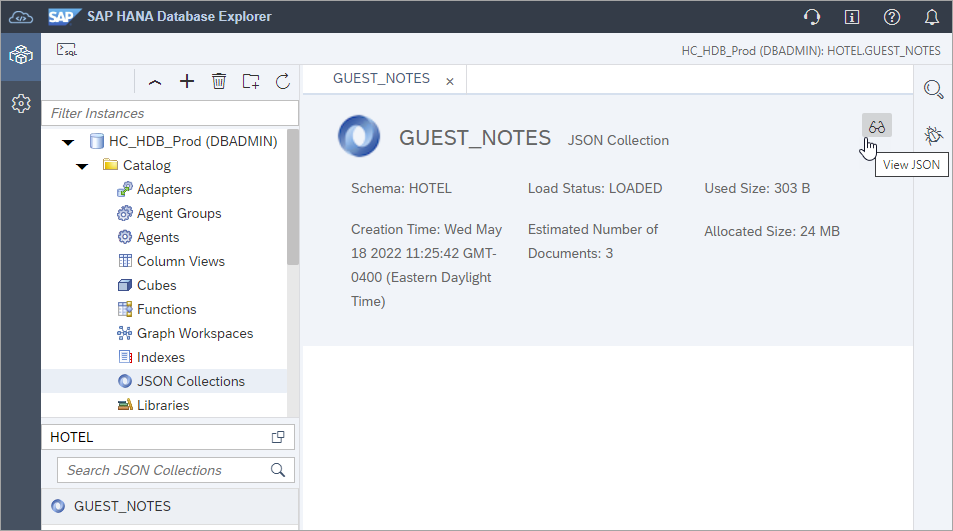 SAP SAP HANA Database Explorer
SQL
HC_HDB_Prod (DBADMIN): HOTEL.GUEST_NOTES
GUEST_NOTES
Filter Instances
HC_HDB_Prod (DBADMIN)
Catalog
Adapters
Agent Groups
Agents
Column Views
Cubes
Functions
Graph Workspaces
Indexes
JSON Collections
Libraries
HOTEL
Search JSON Collections
GUEST_NOTES
GUEST_NOTES JSON Collection
View JSON
Schema: HOTEL
Load Status: LOADED
Used Size: 303 B
Creation Time: Wed May
18 2022 11:25:42 GMT-
0400 (Eastern Daylight
Time)
Estimated Number of
Documents: 3
Allocated Size: 24 MB